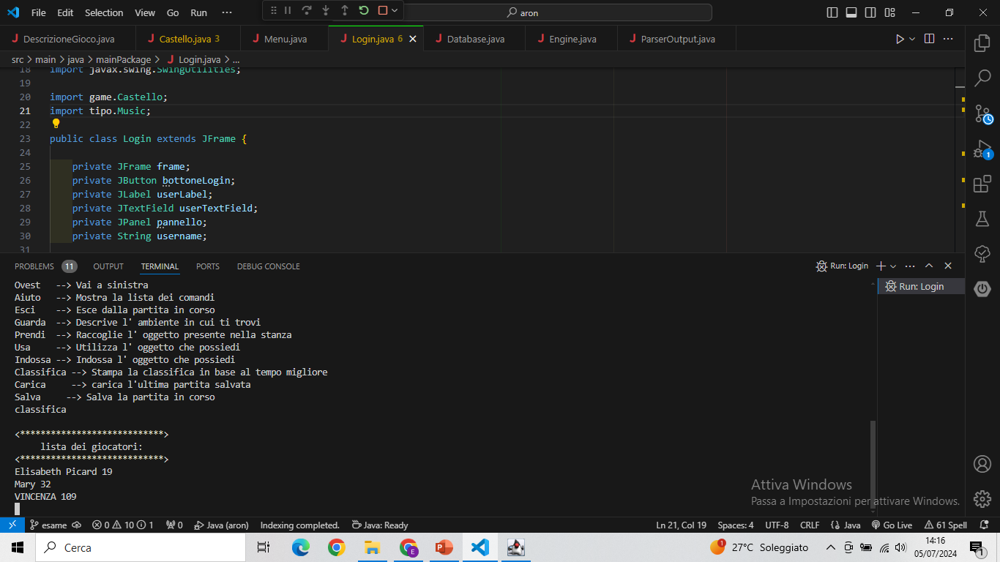 File Edit Selection View Go Run ··· aron
DescrizioneGioco.java Castello.java 3 Menu.java Login.java 6 Database.java Engine.java ParserOutput.java
src > main > java > mainPackage > Login.java > ...
18 import javax.swing.SwingUtilities;
19
20 import game.Castello;
21 import tipo.Music;
22
23 public class Login extends JFrame {
24
25 private JFrame frame;
26 private JButton bottoneLogin;
27 private JLabel userLabel;
28 private JTextField userTextField;
29 private JPanel pannello;
30 private String username;
31
PROBLEMS 11 OUTPUT TERMINAL PORTS DEBUG CONSOLE Run: Login
Run: Login
Ovest --> Vai a sinistra
Aiuto --> Mostra la lista dei comandi
Esci --> Esce dalla partita in corso
Guarda --> Descrive l' ambiente in cui ti trovi
Prendi --> Raccoglie l' oggetto presente nella stanza
Usa --> Utilizza l' oggetto che possiedi
Indossa --> Indossa l' oggetto che possiedi
Classifica --> Stampa la classifica in base al tempo migliore
Carica --> carica l'ultima partita salvata
Salva --> Salva la partita in corso
classifica
<****************************>
lista dei giocatori:
<****************************>
Elisabeth Picard 19
Mary 32
VINCENZA 109
Attiva Windows
Passa a Impostazioni per attivare Windows.
esame 0 10 1 0 Java (aron) Indexing completed. Java: Ready Ln 21, Col 19 Spaces: 4 UTF-8 CRLF Java Go Live 61 Spell
1
Cerca E 1 27°C Soleggiato 14:16
05/07/2024 1